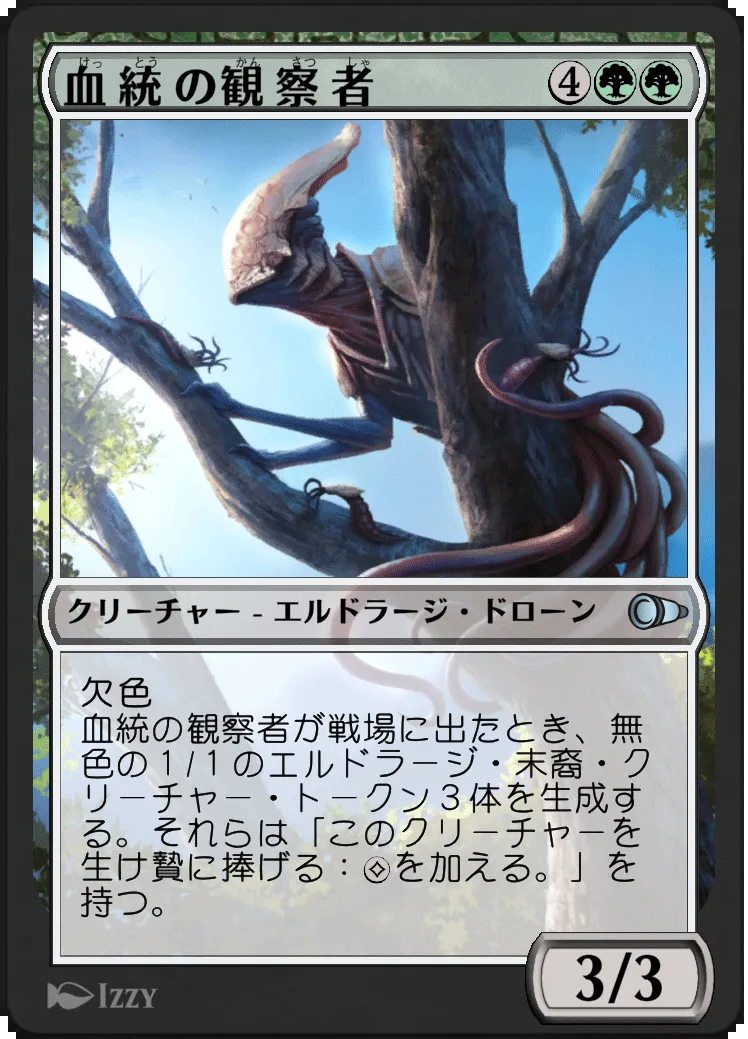 けっとう かんさつしゃ
血統の観察者 4
クリーチャー - エルドラージ・ドローン
欠色
血統の観察者が戦場に出たとき、無
色の1/1のエルドラージ・末裔・ク
リーチャー・トークン3体を生成す
る。それらは「このクリーチャーを
生け贄に捧げる：を加える。」を
持つ。
3/3
IZZY